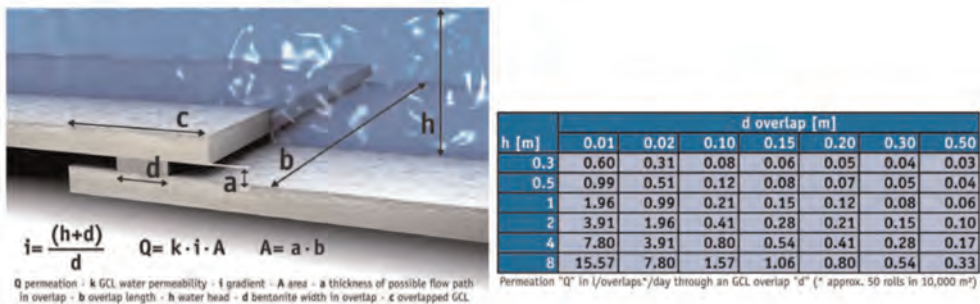 c
h
b
d
a
i= (h+d) / d Q= k·i·A A= a·b
Q permeation · k GCL water permeability · i gradient · A area · a thickness of possible flow path
in overlap · b overlap length · h water head · d bentonite width in overlap · c overlapped GCL
d overlap [m]
h [m] 0.01 0.02 0.10 0.15 0.20 0.30 0.50
0.3 0.60 0.31 0.08 0.06 0.05 0.04 0.03
0.5 0.99 0.51 0.12 0.08 0.07 0.05 0.04
1 1.96 0.99 0.21 0.15 0.12 0.08 0.06
2 3.91 1.96 0.41 0.28 0.21 0.15 0.10
4 7.80 3.91 0.80 0.54 0.41 0.28 0.17
8 15.57 7.80 1.57 1.06 0.80 0.54 0.33
Permeation "Q" in l/overlaps*/day through an GCL overlap "d" (* approx. 50 rolls in 10,000 m²)